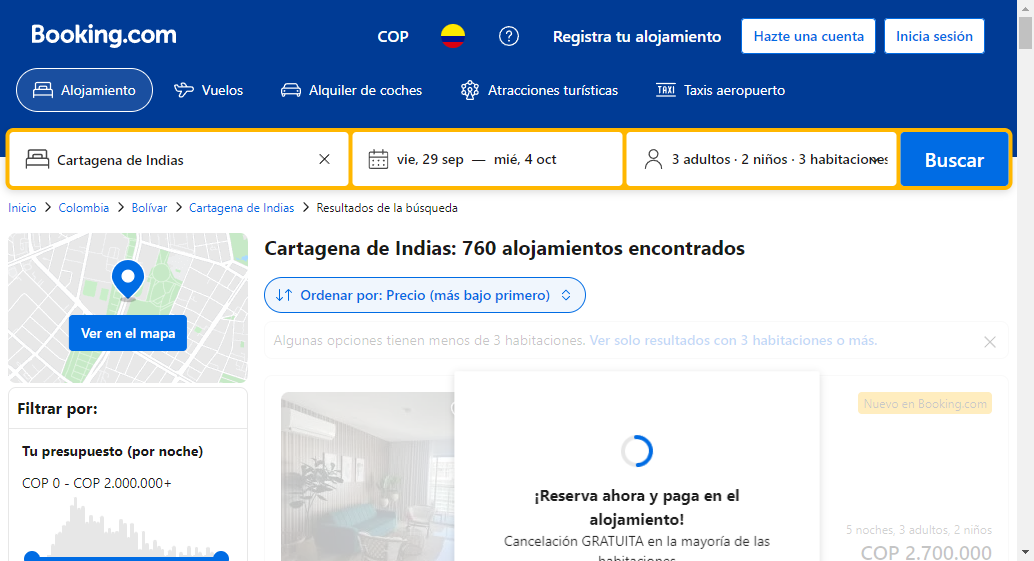 Booking.com
COP
Registra tu alojamiento
Hazte una cuenta
Inicia sesión
Alojamiento
Vuelos
Alquiler de coches
Atracciones turísticas
TAXI
Taxis aeropuerto
Cartagena de Indias
vie, 29 sep — mié, 4 oct
3 adultos · 2 niños · 3 habitaciones
Buscar
Inicio > Colombia > Bolívar > Cartagena de Indias > Resultados de la búsqueda
Ver en el mapa
Cartagena de Indias: 760 alojamientos encontrados
Ordenar por: Precio (más bajo primero)
Algunas opciones tienen menos de 3 habitaciones. Ver solo resultados con 3 habitaciones o más.
Filtrar por:
Tu presupuesto (por noche)
COP 0 - COP 2.000.000+
Nuevo en Booking.com
¡Reserva ahora y paga en el
alojamiento!
Cancelación GRATUITA en la mayoría de las
habitaciones
5 noches, 3 adultos, 2 niños
COP 2.700.000